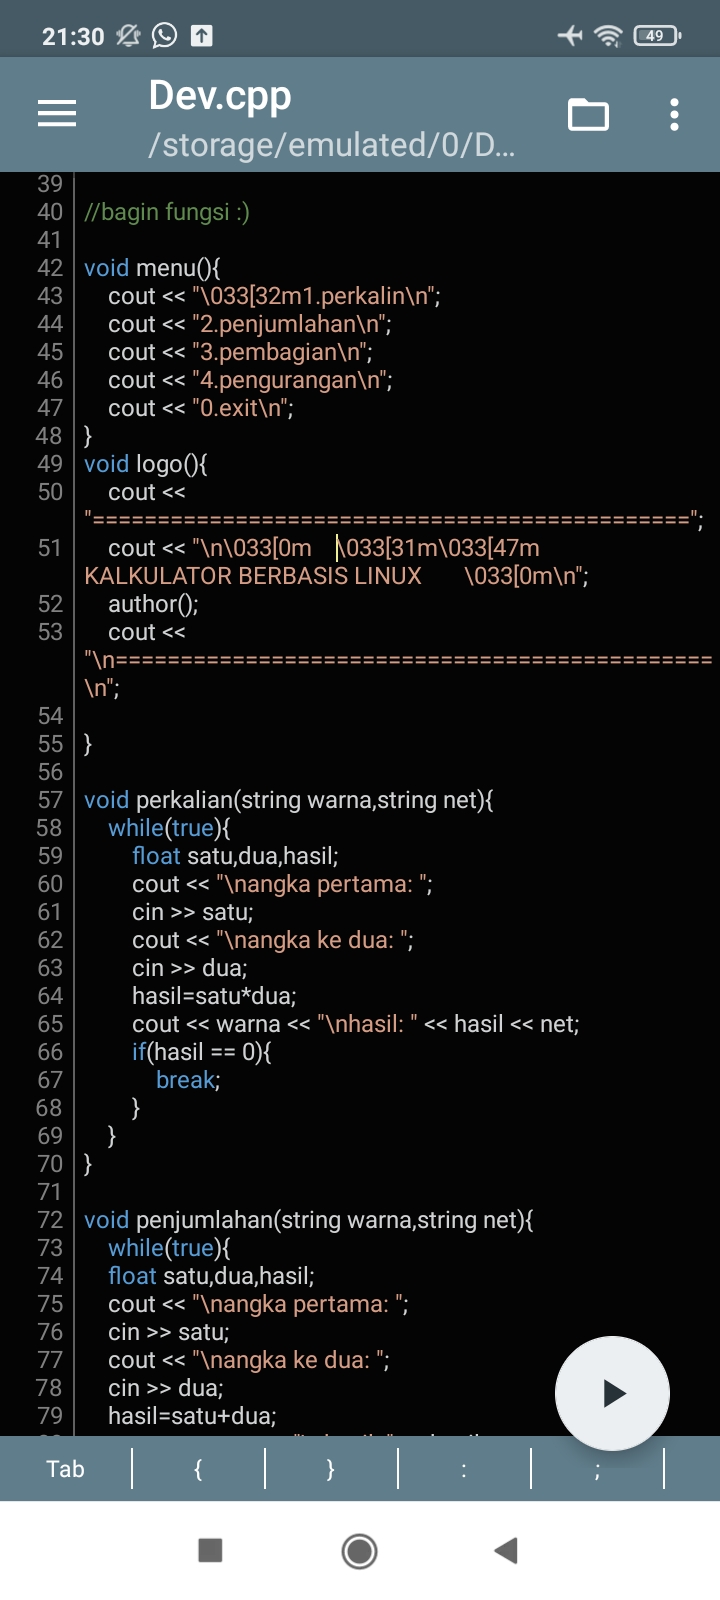 21:30
49
Dev.cpp
/storage/emulated/0/D...
39
40 //bagin fungsi :)
41
42 void menu(){
43 cout << "\033[32m1.perkalin\n";
44 cout << "2.penjumlahan\n";
45 cout << "3.pembagian\n";
46 cout << "4.pengurangan\n";
47 cout << "0.exit\n";
48 }
49 void logo(){
50 cout <<
"==============================================";
51 cout << "\n\033[0m \033[31m\033[47m
KALKULATOR BERBASIS LINUX \033[0m\n";
52 author();
53 cout <<
"\n==============================================
\n";
54
55 }
56
57 void perkalian(string warna,string net){
58 while(true){
59 float satu,dua,hasil;
60 cout << "\nangka pertama: ";
61 cin >> satu;
62 cout << "\nangka ke dua: ";
63 cin >> dua;
64 hasil=satu*dua;
65 cout << warna << "\nhasil: " << hasil << net;
66 if(hasil == 0){
67 break;
68 }
69 }
70 }
71
72 void penjumlahan(string warna,string net){
73 while(true){
74 float satu,dua,hasil;
75 cout << "\nangka pertama: ";
76 cin >> satu;
77 cout << "\nangka ke dua: ";
78 cin >> dua;
79 hasil=satu+dua;
Tab { } : ;